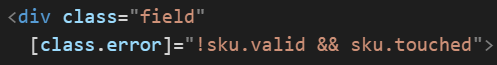 <div class="field"
[class.error]="!sku.valid && sku.touched">